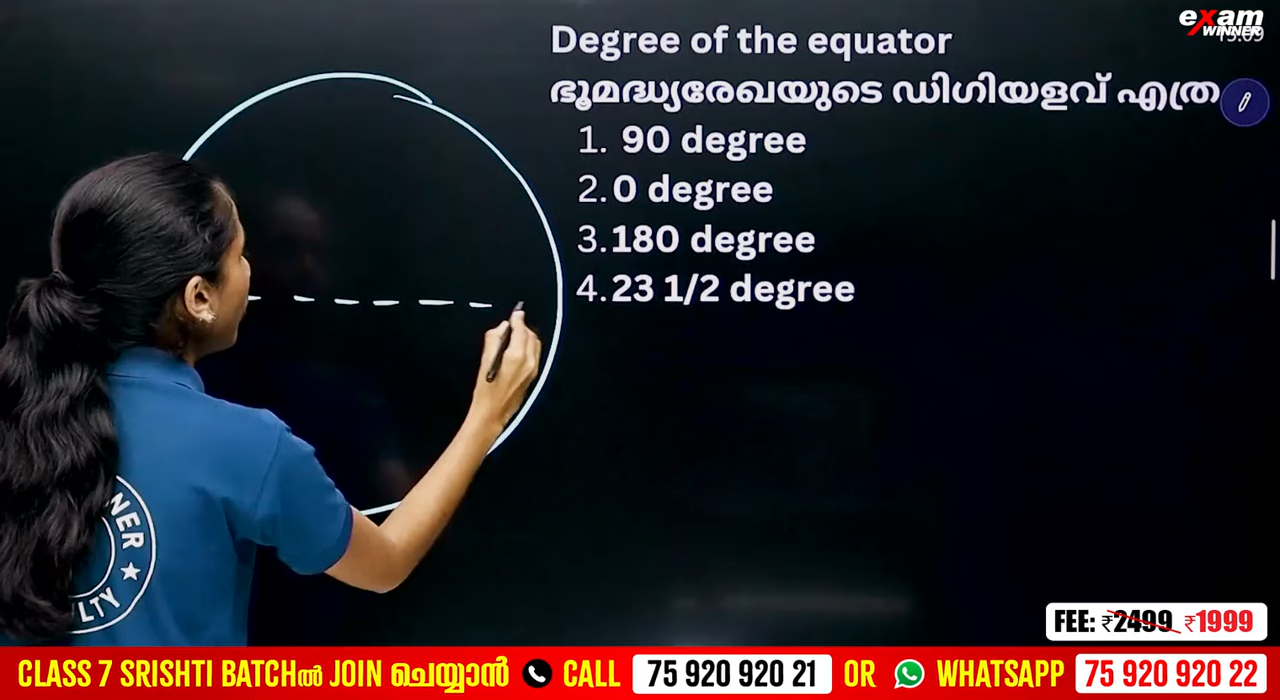 exam
WINNER
Degree of the equator
ഭൂമദ്ധ്യരേഖയുടെ ഡിഗിയളവ് എത്ര
1. 90 degree
2. 0 degree
3. 180 degree
4. 23 1/2 degree
NER
ULTY
FEE: ₹2499 ₹1999
CLASS 7 SRISHTI BATCHൽ JOIN ചെയ്യാൻ CALL 75 920 920 21 OR WHATSAPP 75 920 920 22